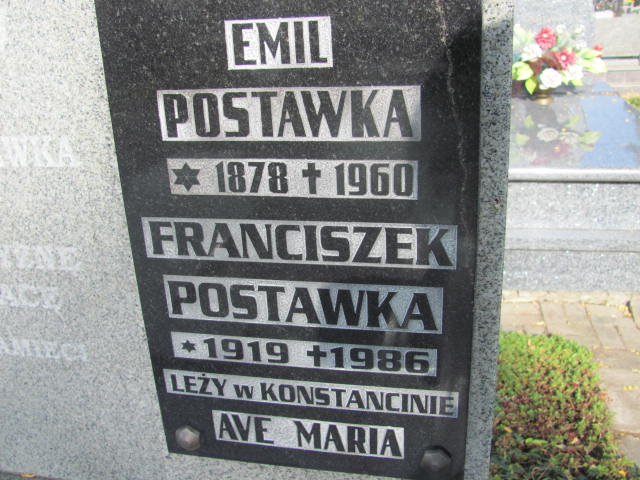 EMIL
POSTAWKA
✶ 1878 ✝ 1960
FRANCISZEK
POSTAWKA
✶ 1919 ✝ 1986
LEŻY W KONSTANCINIE
AVE MARIA